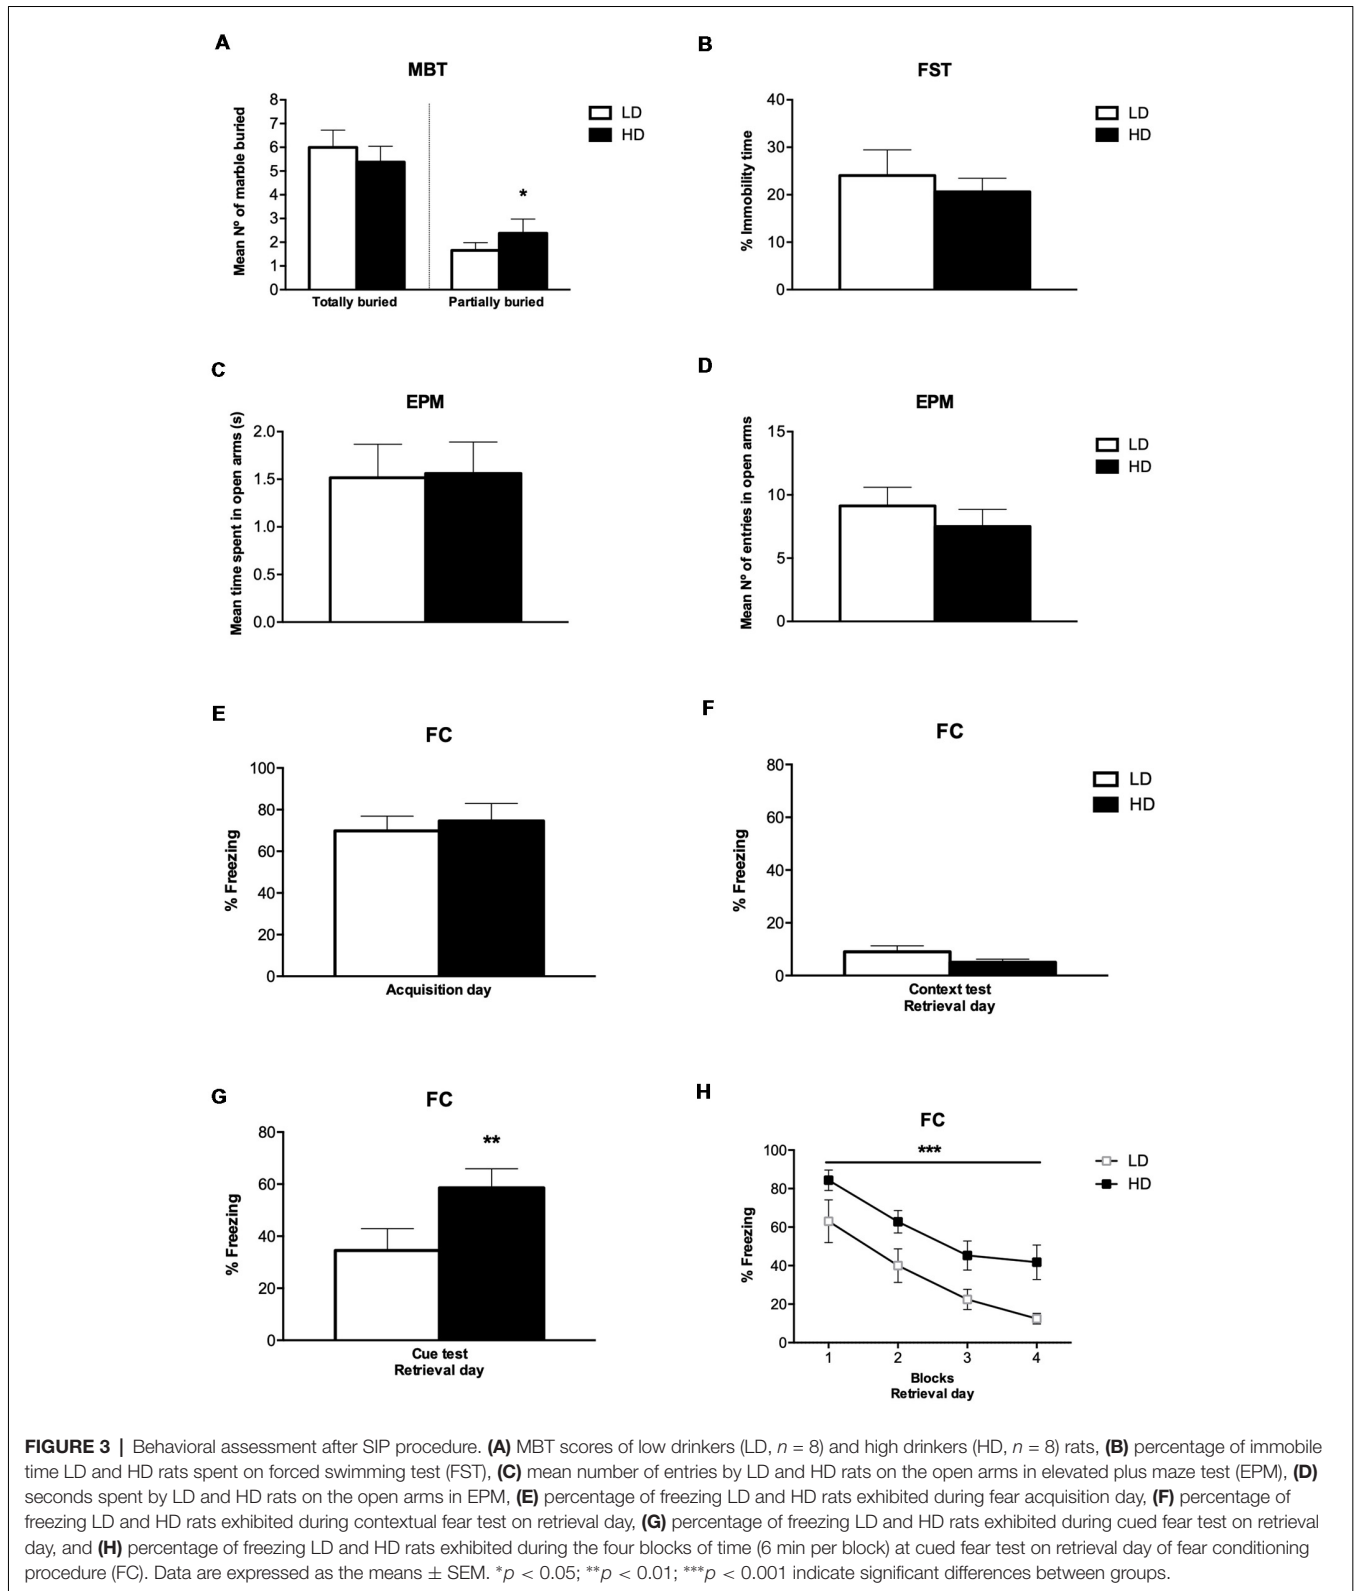 A
MBT
Mean Nº of marble buried
8
7
6
5
4
3
2
1
0
*
Totally buried
Partially buried
LD
HD
B
FST
% Immobility time
40
30
20
10
0
LD
HD
C
EPM
Mean time spent in open arms (s)
2.0
1.5
1.0
0.5
0.0
D
EPM
Mean Nº of entries in open arms
15
10
5
0
LD
HD
E
FC
% Freezing
100
80
60
40
20
0
Acquisition day
F
FC
% Freezing
80
60
40
20
0
Context test
Retrieval day
LD
HD
G
FC
% Freezing
80
60
40
20
0
**
Cue test
Retrieval day
H
FC
% Freezing
100
80
60
40
20
0
***
1 2 3 4
Blocks
Retrieval day
LD
HD
FIGURE 3 | Behavioral assessment after SIP procedure. (A) MBT scores of low drinkers (LD, n = 8) and high drinkers (HD, n = 8) rats, (B) percentage of immobile
time LD and HD rats spent on forced swimming test (FST), (C) mean number of entries by LD and HD rats on the open arms in elevated plus maze test (EPM), (D)
seconds spent by LD and HD rats on the open arms in EPM, (E) percentage of freezing LD and HD rats exhibited during fear acquisition day, (F) percentage of
freezing LD and HD rats exhibited during contextual fear test on retrieval day, (G) percentage of freezing LD and HD rats exhibited during cued fear test on retrieval
day, and (H) percentage of freezing LD and HD rats exhibited during the four blocks of time (6 min per block) at cued fear test on retrieval day of fear conditioning
procedure (FC). Data are expressed as the means ± SEM. *p < 0.05; **p < 0.01; ***p < 0.001 indicate significant differences between groups.